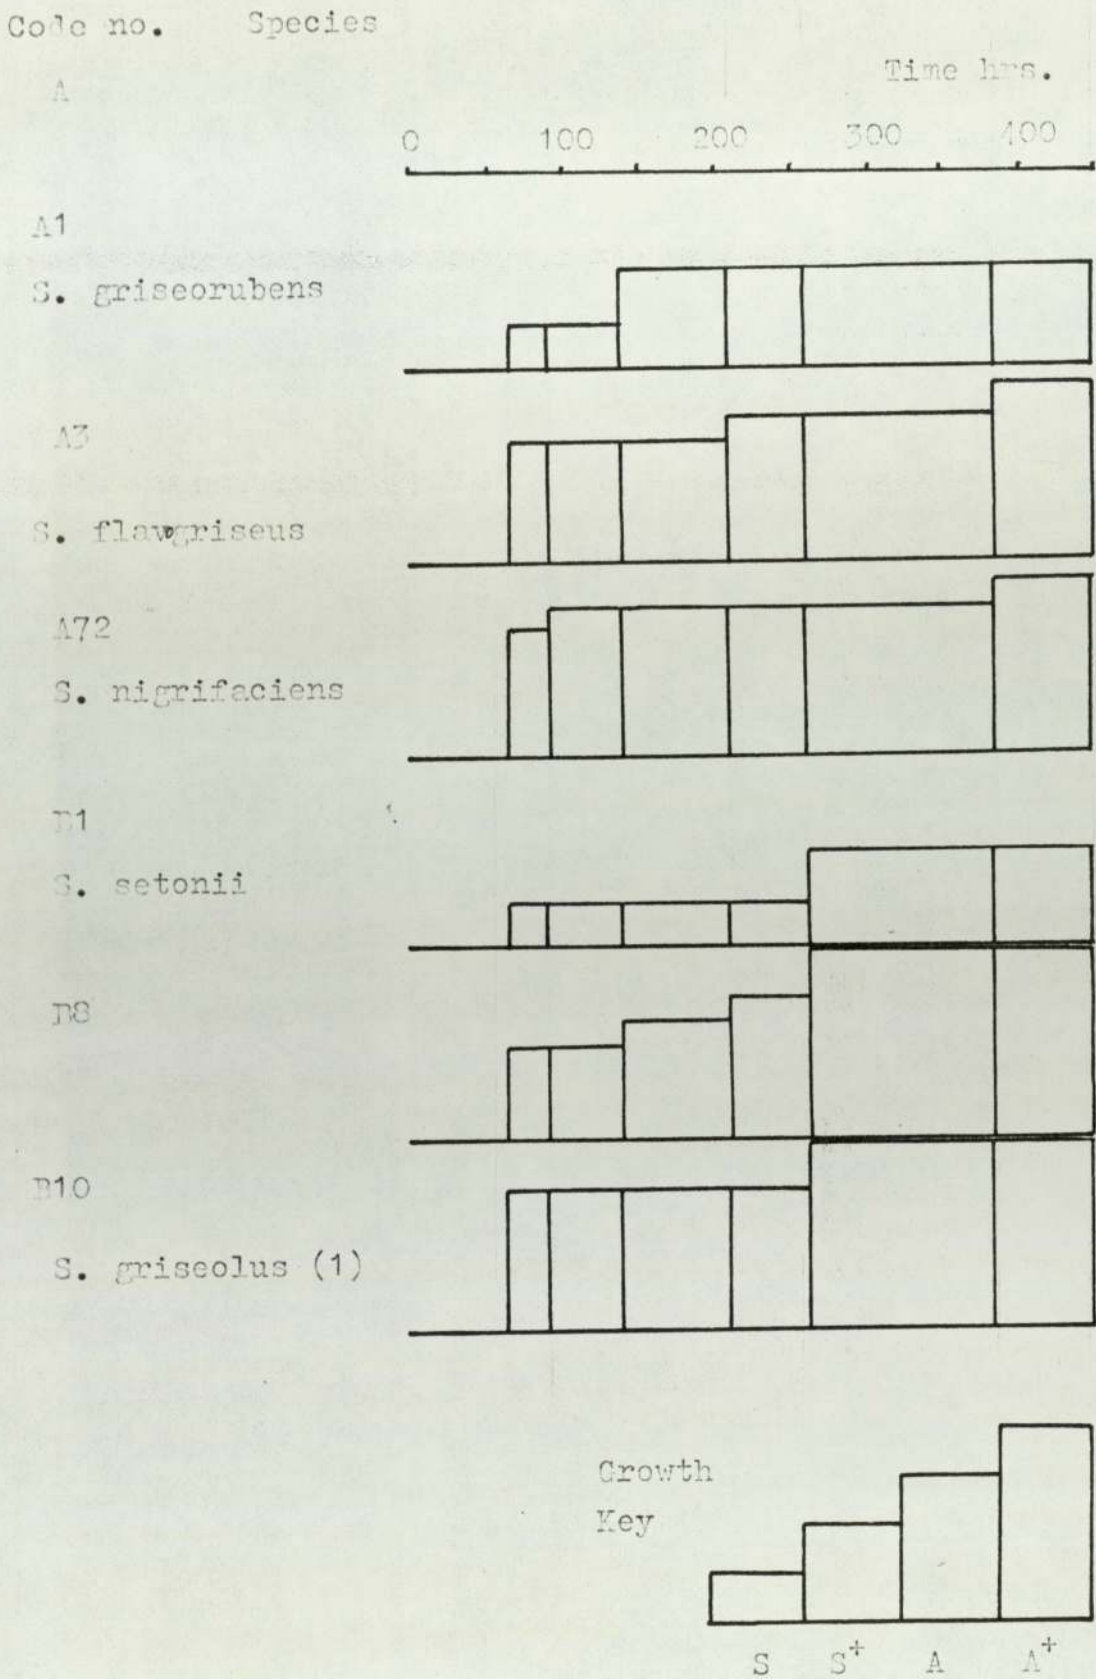 Code no. Species
Time hrs.
A
0 100 200 300 400
A1
S. griseorubens
A3
S. flavogriseus
A72
S. nigrifaciens
B1
S. setonii
B8
B10
S. griseolus (1)
Growth
Key
S S+ A A+